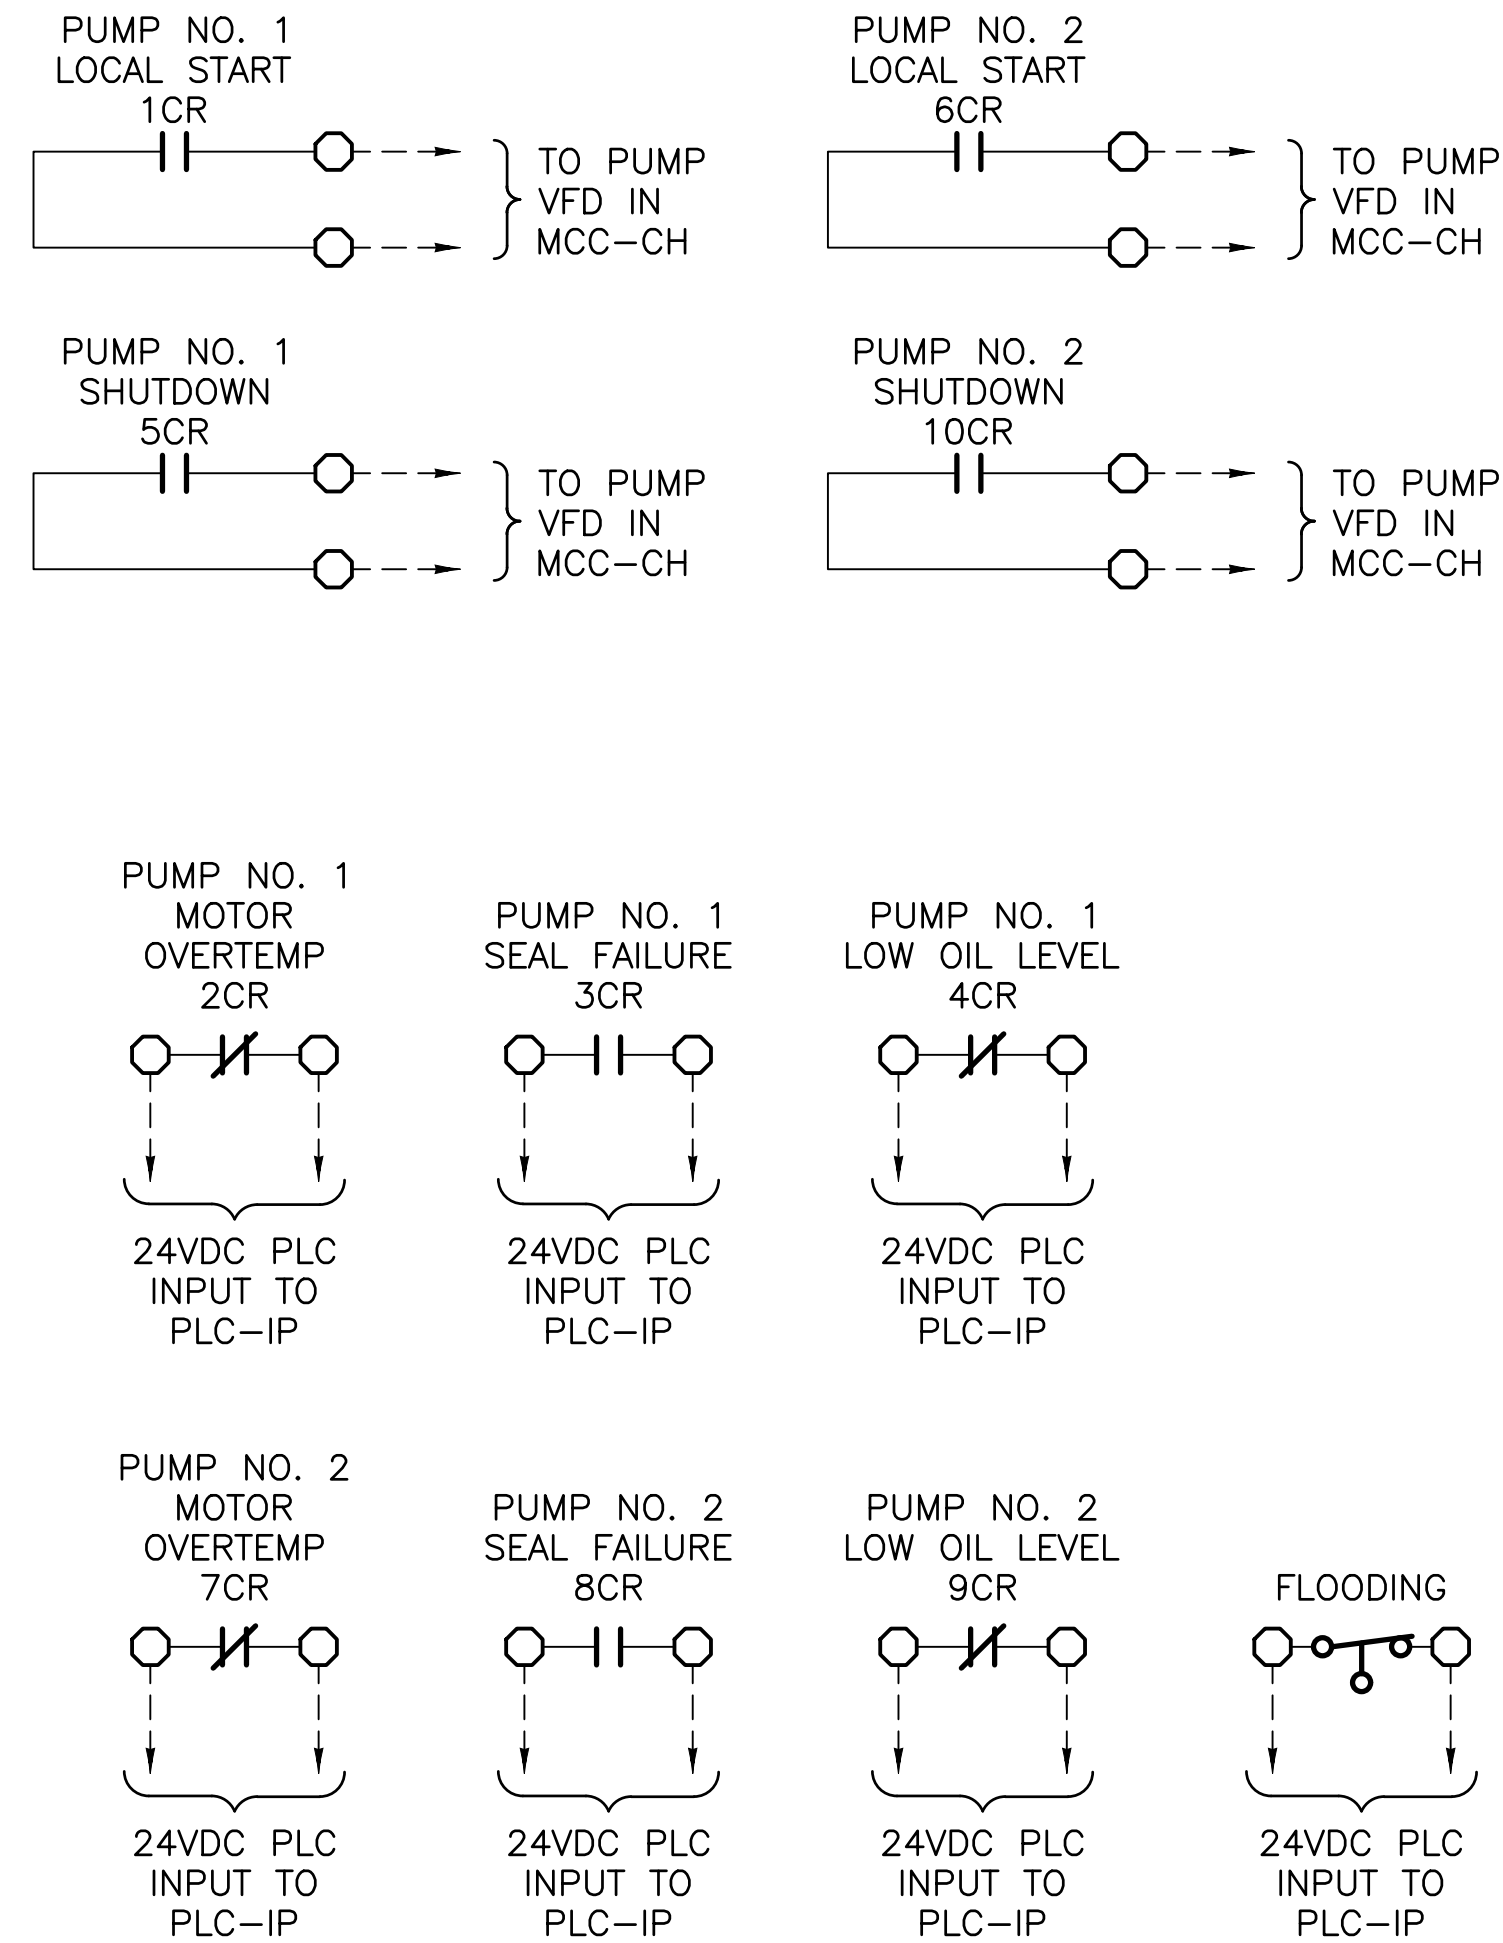 PUMP NO. 1
LOCAL START
1CR
TO PUMP
VFD IN
MCC-CH
PUMP NO. 2
LOCAL START
6CR
TO PUMP
VFD IN
MCC-CH
PUMP NO. 1
SHUTDOWN
5CR
TO PUMP
VFD IN
MCC-CH
PUMP NO. 2
SHUTDOWN
10CR
TO PUMP
VFD IN
MCC-CH
PUMP NO. 1
MOTOR
OVERTEMP
2CR
24VDC PLC
INPUT TO
PLC-IP
PUMP NO. 1
SEAL FAILURE
3CR
24VDC PLC
INPUT TO
PLC-IP
PUMP NO. 1
LOW OIL LEVEL
4CR
24VDC PLC
INPUT TO
PLC-IP
PUMP NO. 2
MOTOR
OVERTEMP
7CR
24VDC PLC
INPUT TO
PLC-IP
PUMP NO. 2
SEAL FAILURE
8CR
24VDC PLC
INPUT TO
PLC-IP
PUMP NO. 2
LOW OIL LEVEL
9CR
24VDC PLC
INPUT TO
PLC-IP
FLOODING
24VDC PLC
INPUT TO
PLC-IP